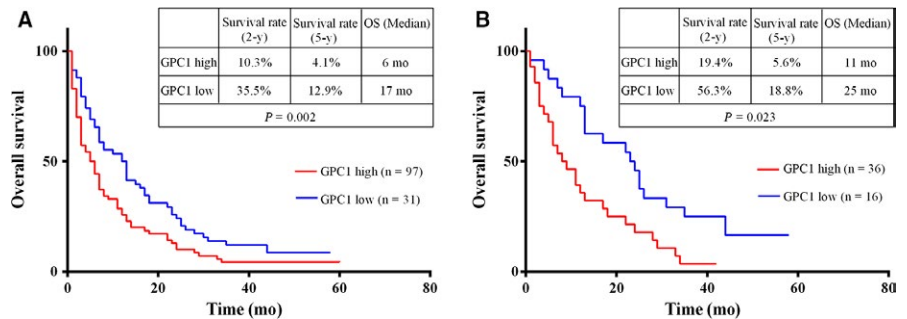 A
Survival rate (2-y) Survival rate (5-y) OS (Median)
GPC1 high 10.3% 4.1% 6 mo
GPC1 low 35.5% 12.9% 17 mo
P = 0.002
Overall survival
100
50
0
GPC1 high (n = 97)
GPC1 low (n = 31)
0 20 40 60 80
Time (mo)
B
Survival rate (2-y) Survival rate (5-y) OS (Median)
GPC1 high 19.4% 5.6% 11 mo
GPC1 low 56.3% 18.8% 25 mo
P = 0.023
Overall survival
100
50
0
GPC1 high (n = 36)
GPC1 low (n = 16)
0 20 40 60 80
Time (mo)